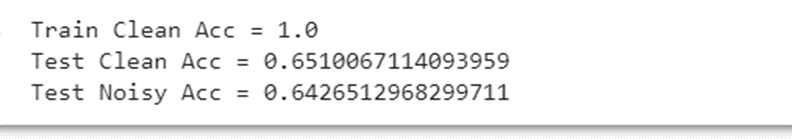 Train Clean Acc = 1.0
Test Clean Acc = 0.6510067114093959
Test Noisy Acc = 0.6426512968299711